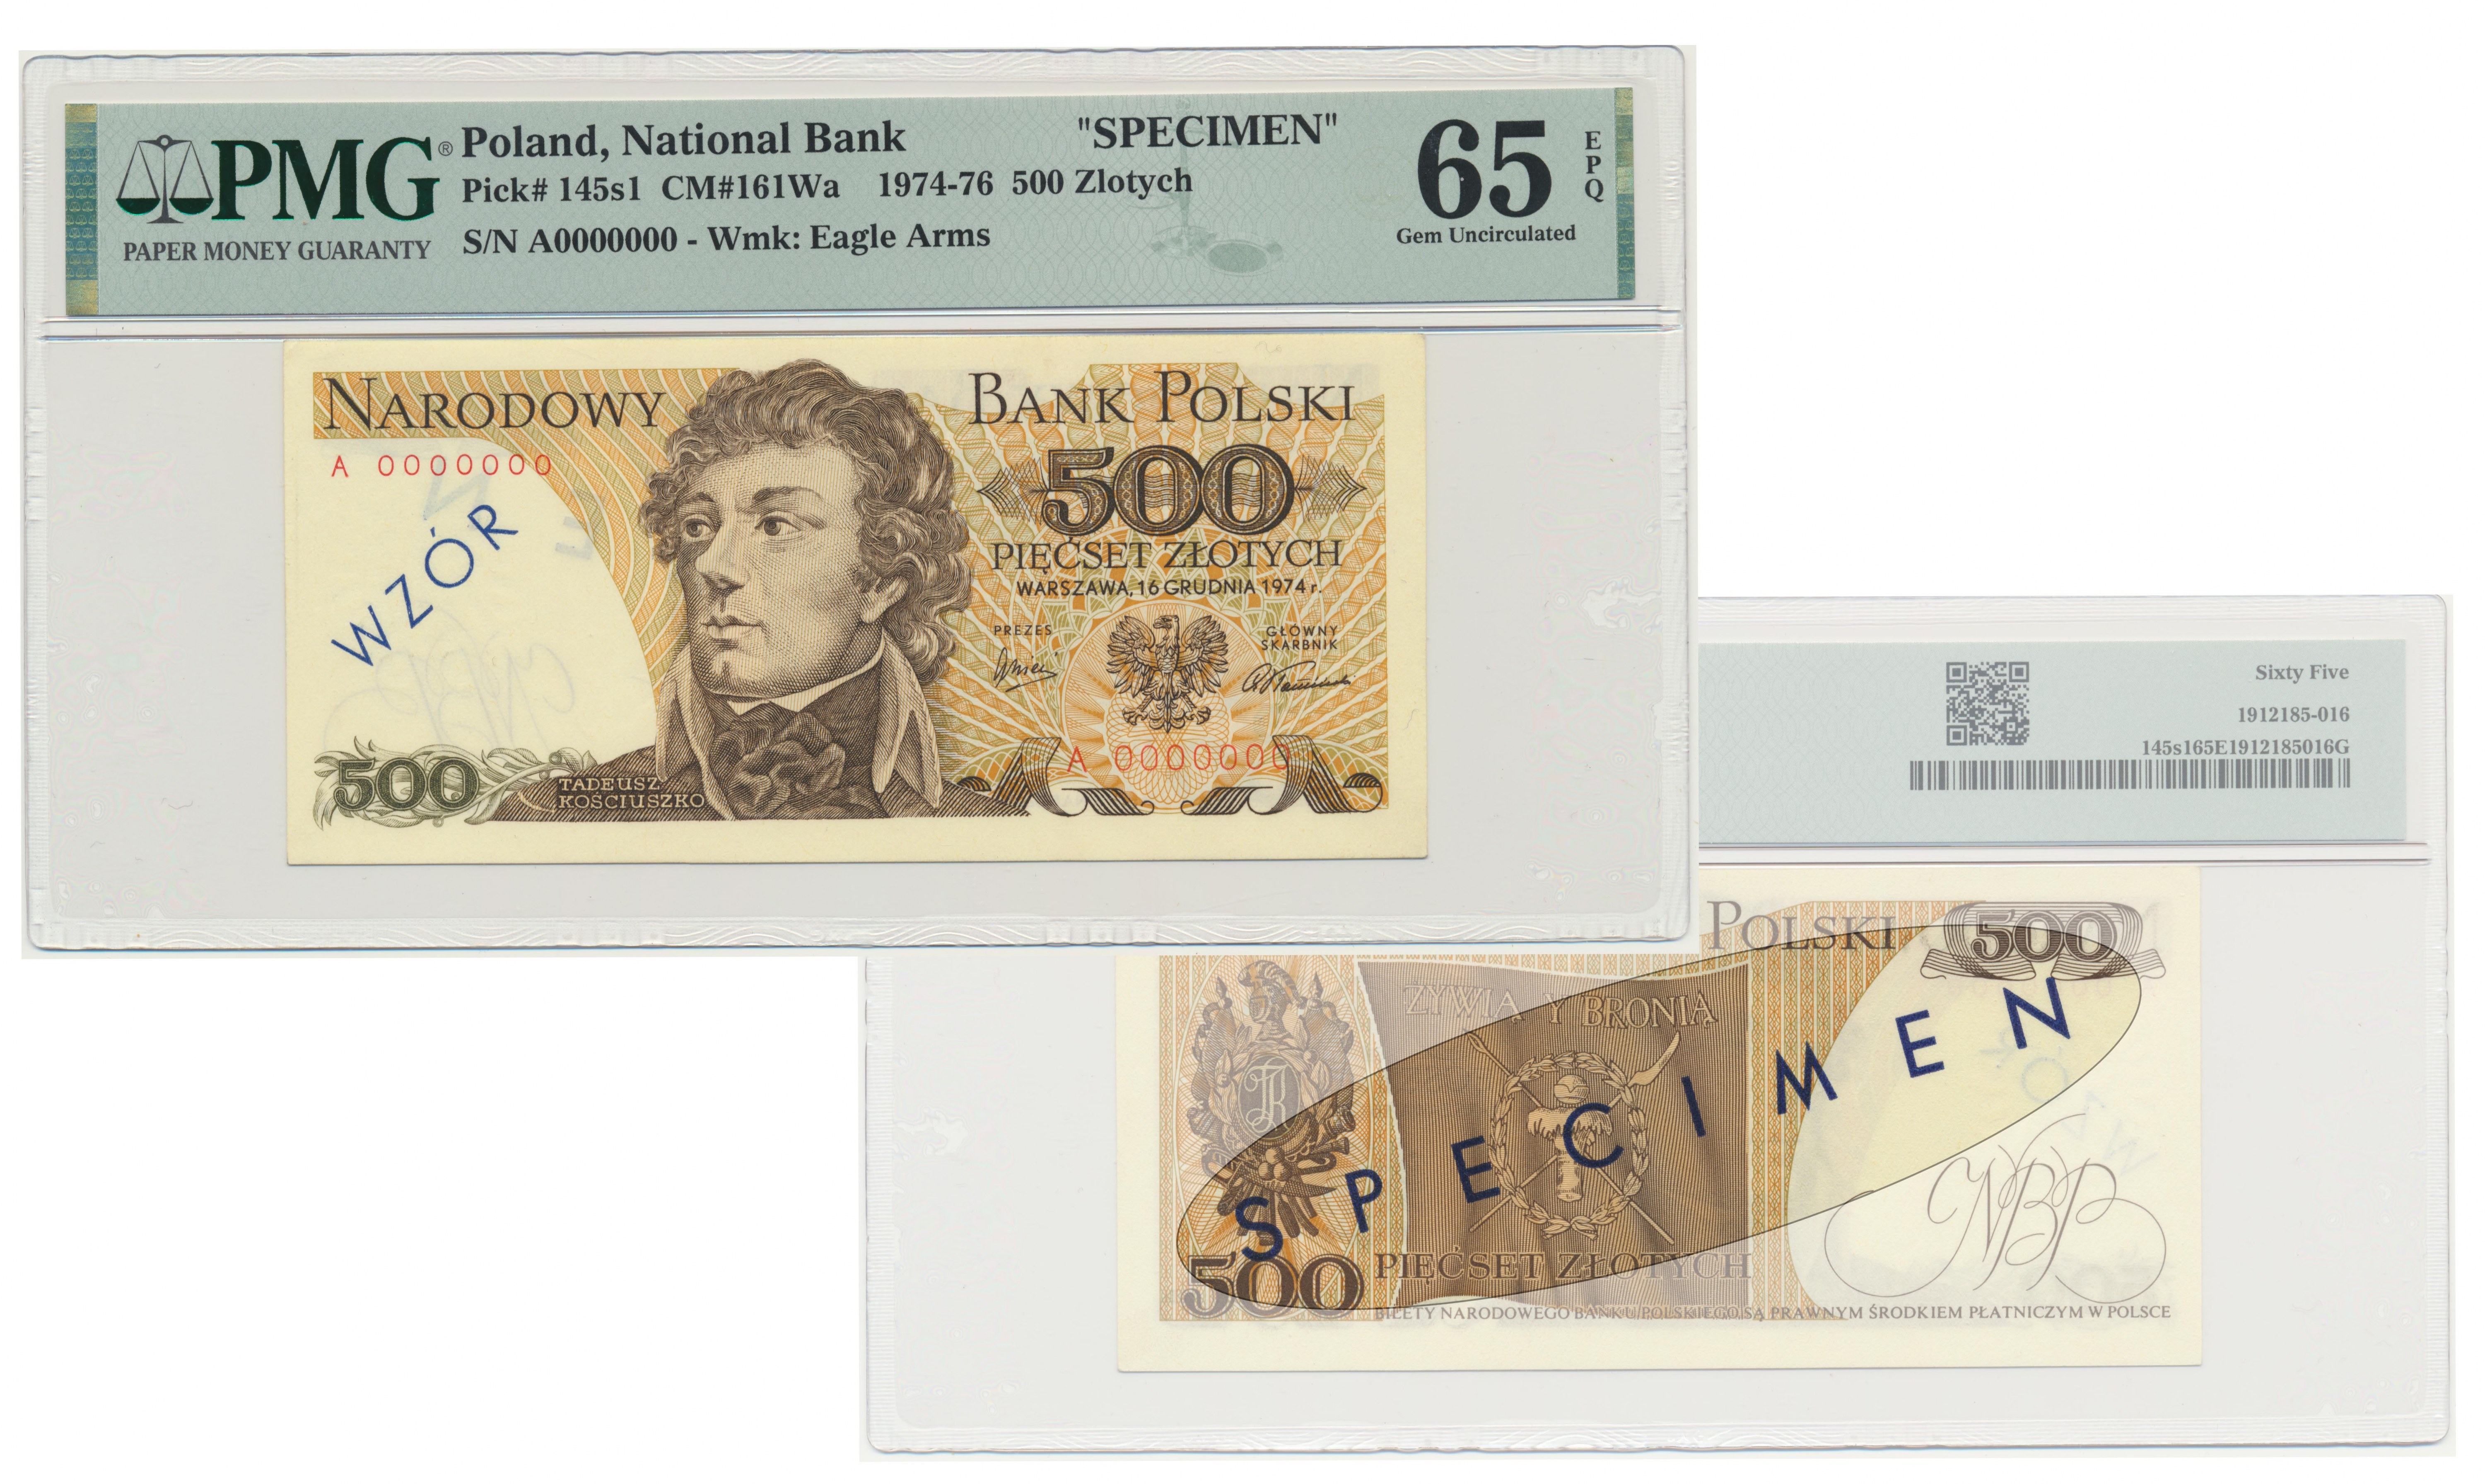 PMG®
PAPER MONEY GUARANTY
Poland, National Bank "SPECIMEN"
Pick# 145s1 CM#161Wa 1974-76 500 Zlotych
S/N A0000000 - Wmk: Eagle Arms
65
EPQ
Gem Uncirculated
NARODOWY BANK POLSKI
A 0000000
WZÓR
500
PIĘĆSET ZŁOTYCH
WARSZAWA, 16 GRUDNIA 1974 r.
PREZES
GŁÓWNY
SKARBNIK
A 0000000
500
TADEUSZ
KOŚCIUSZKO
Sixty Five
1912185-016
145s165E1912185016G
POLSKI
500
ŻYWIĄ Y BRONIĄ
SPECIMEN
NBP
500
PIĘĆSET ZŁOTYCH
BILETY NARODOWEGO BANKU POLSKIEGO SĄ PRAWNYM ŚRODKIEM PŁATNICZYM W POLSCE